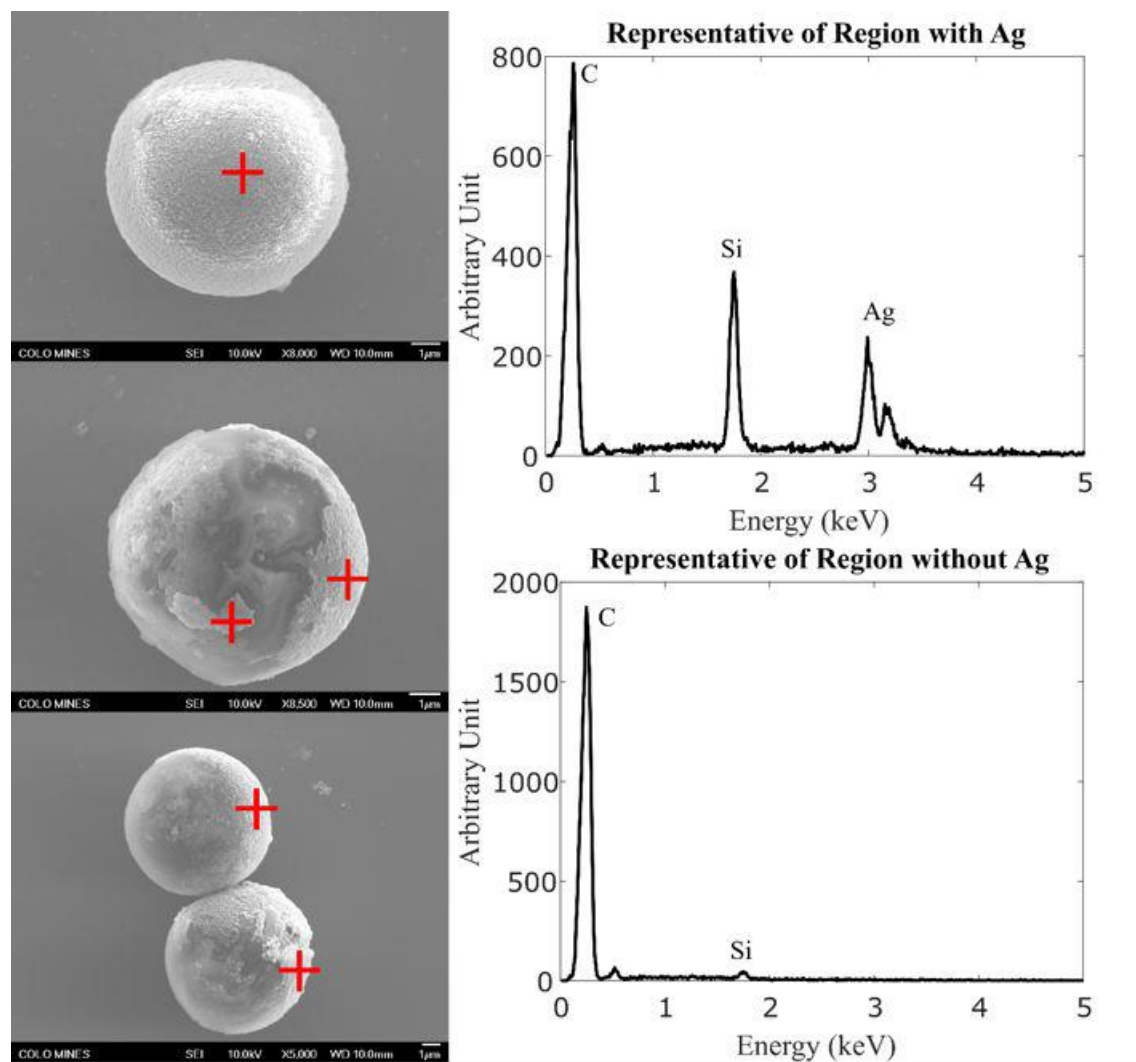 COLO MINES SEI 10.0kV X8,000 WD 10.0mm 1μm
COLO MINES SEI 10.0kV X8,500 WD 10.0mm 1μm
COLO MINES SEI 10.0kV X5,000 WD 10.0mm 1μm
Representative of Region with Ag
800
600
400
200
0
Arbitrary Unit
C
Si
Ag
0 1 2 3 4 5
Energy (keV)
Representative of Region without Ag
2000
1500
1000
500
0
Arbitrary Unit
C
Si
0 1 2 3 4 5
Energy (keV)